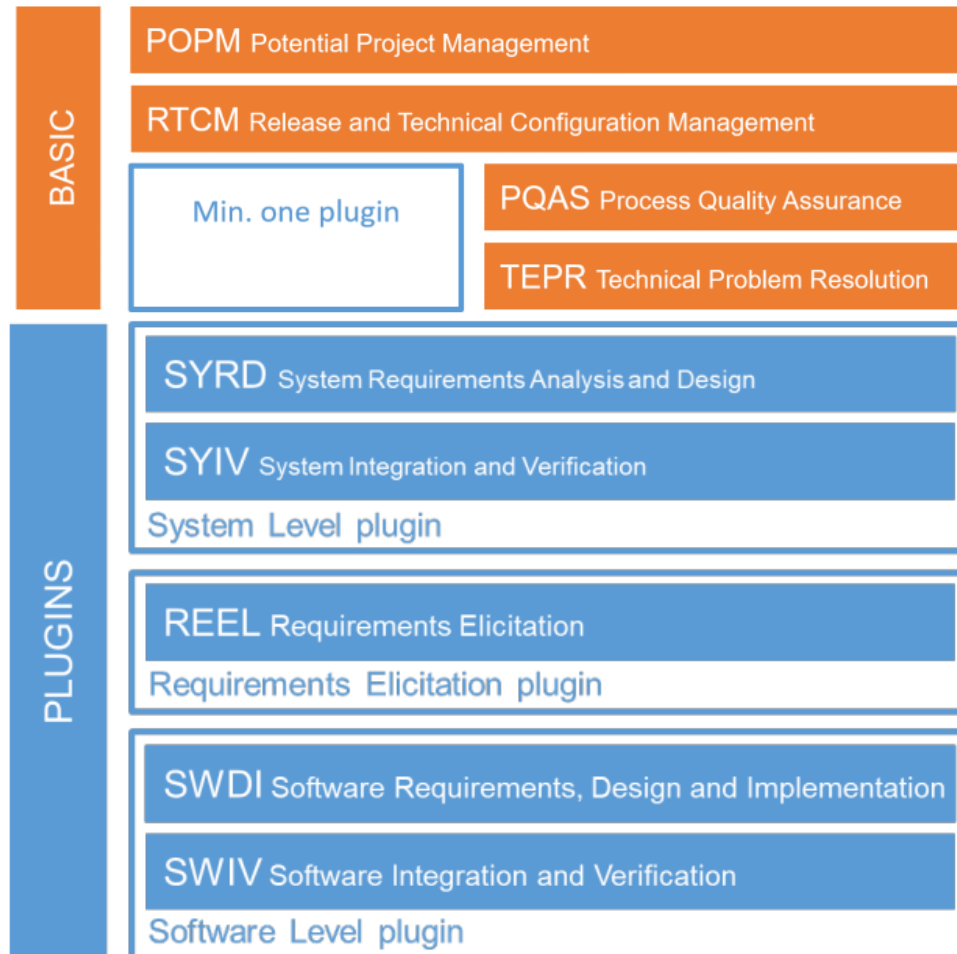 BASIC
POPM Potential Project Management
RTCM Release and Technical Configuration Management
Min. one plugin
PQAS Process Quality Assurance
TEPR Technical Problem Resolution
PLUGINS
SYRD System Requirements Analysis and Design
SYIV System Integration and Verification
System Level plugin
REEL Requirements Elicitation
Requirements Elicitation plugin
SWDI Software Requirements, Design and Implementation
SWIV Software Integration and Verification
Software Level plugin